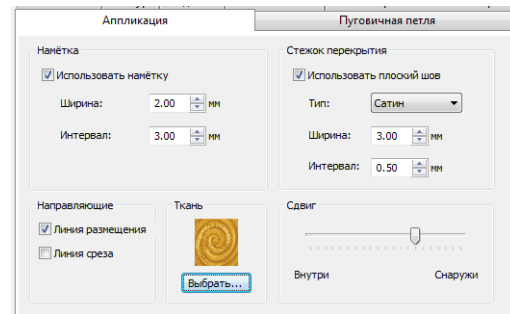 Аппликация
Пуговичная петля
Намётка
Использовать намётку
Ширина: 2.00 мм
Интервал: 3.00 мм
Стежок перекрытия
Использовать плоский шов
Тип: Сатин
Ширина: 3.00 мм
Интервал: 0.50 мм
Направляющие
Линия размещения
Линия среза
Ткань
Выбрать...
Сдвиг
Внутри Снаружи